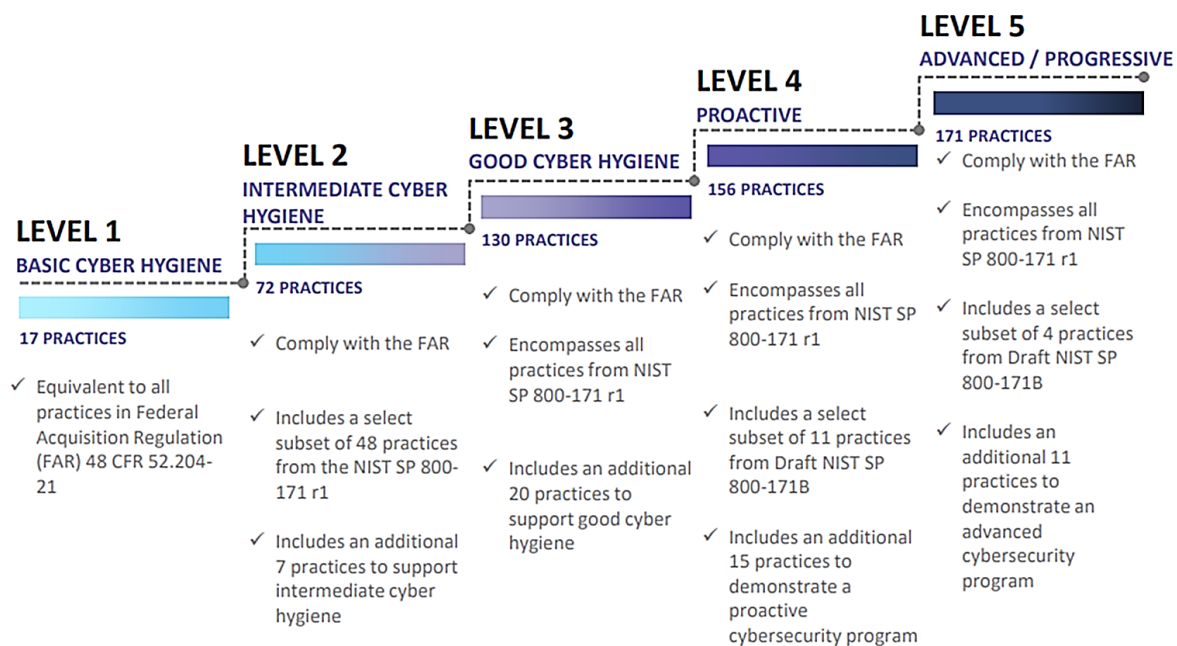 LEVEL 1
BASIC CYBER HYGIENE
17 PRACTICES
✓ Equivalent to all
practices in Federal
Acquisition Regulation
(FAR) 48 CFR 52.204-
21
LEVEL 2
INTERMEDIATE CYBER
HYGIENE
72 PRACTICES
✓ Comply with the FAR
✓ Includes a select
subset of 48 practices
from the NIST SP 800-
171 r1
✓ Includes an additional
7 practices to support
intermediate cyber
hygiene
LEVEL 3
GOOD CYBER HYGIENE
130 PRACTICES
✓ Comply with the FAR
✓ Encompasses all
practices from NIST
SP 800-171 r1
✓ Includes an additional
20 practices to
support good cyber
hygiene
LEVEL 4
PROACTIVE
156 PRACTICES
✓ Comply with the FAR
✓ Encompasses all
practices from NIST SP
800-171 r1
✓ Includes a select
subset of 11 practices
from Draft NIST SP
800-171B
✓ Includes an additional
15 practices to
demonstrate a
proactive
cybersecurity program
LEVEL 5
ADVANCED / PROGRESSIVE
171 PRACTICES
✓ Comply with the FAR
✓ Encompasses all
practices from NIST
SP 800-171 r1
✓ Includes a select
subset of 4 practices
from Draft NIST SP
800-171B
✓ Includes an
additional 11
practices to
demonstrate an
advanced
cybersecurity
program